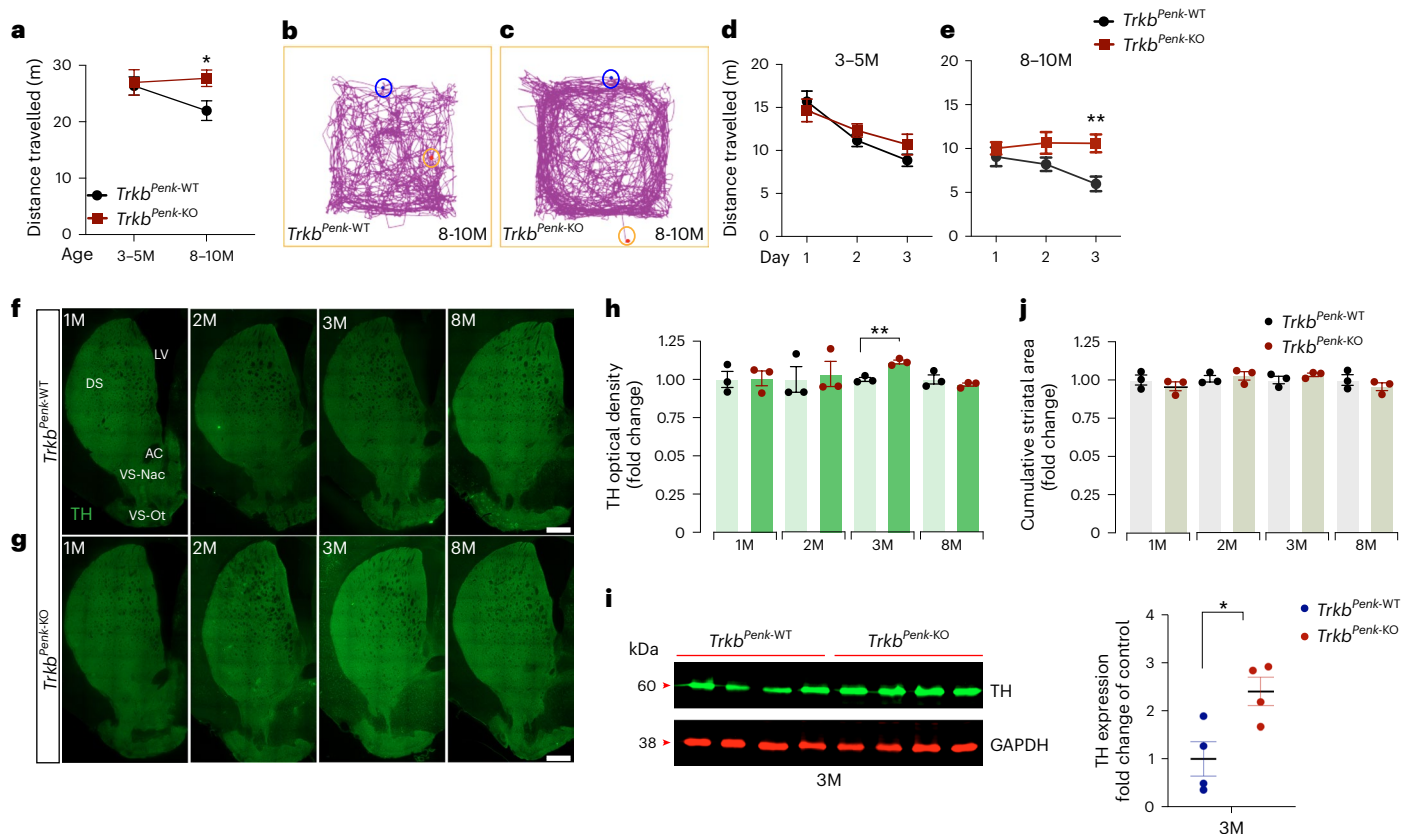 a
Distance travelled (m)
30
20
10
0
*
Trkb^Penk-WT
Trkb^Penk-KO
Age
3–5M
8–10M
b
Trkb^Penk-WT
8-10M
c
Trkb^Penk-KO
8-10M
d
3–5M
Distance travelled (m)
20
15
10
5
0
Day
1
2
3
e
Trkb^Penk-WT
Trkb^Penk-KO
8–10M
20
15
10
5
0
**
1
2
3
f
Trkb^Penk-WT
1M
2M
3M
8M
LV
DS
AC
VS-Nac
TH
VS-Ot
g
Trkb^Penk-KO
1M
2M
3M
8M
h
TH optical density
(fold change)
1.25
1.00
0.75
0.50
0.25
0
**
1M
2M
3M
8M
j
Trkb^Penk-WT
Trkb^Penk-KO
Cumulative striatal area
(fold change)
1.25
1.00
0.75
0.50
0.25
0
1M
2M
3M
8M
i
kDa
Trkb^Penk-WT
Trkb^Penk-KO
60
TH
38
GAPDH
3M
TH expression
fold change of control
4
3
2
1
0
*
3M
Trkb^Penk-WT
Trkb^Penk-KO